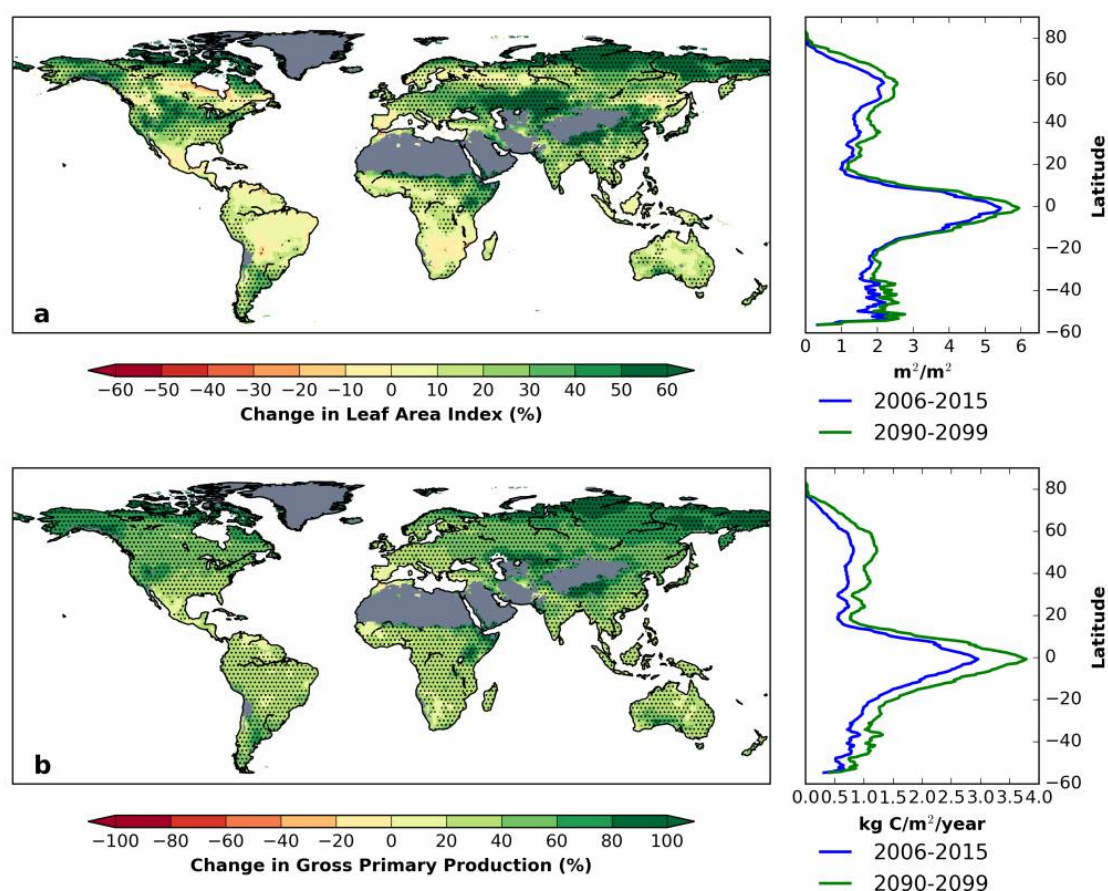 80
60
40
20
0
−20
−40
−60
Latitude
a
0 1 2 3 4 5 6
m²/m²
−60 −50 −40 −30 −20 −10 0 10 20 30 40 50 60
Change in Leaf Area Index (%)
2006-2015
2090-2099
80
60
40
20
0
−20
−40
−60
Latitude
b
0.00.51.01.52.02.53.03.54.0
kg C/m²/year
−100 −80 −60 −40 −20 0 20 40 60 80 100
Change in Gross Primary Production (%)
2006-2015
2090-2099